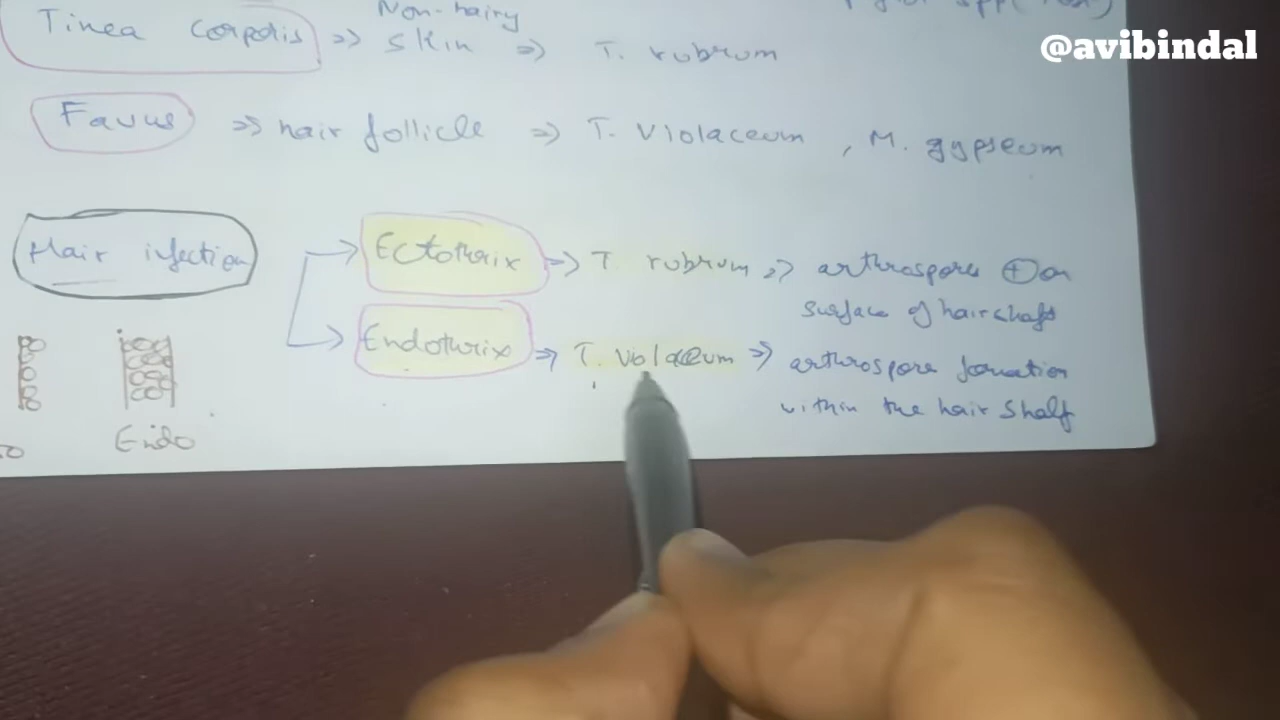 @avibindal
Non-hairy
Tinea Corporis => skin => T. rubrum
Favus => hair follicle => T. Violaceum , M. gypseum
Hair infection
Ectothrix => T. rubrum => arthrospore ⊕ on
surface of hair shaft
Endothrix => T. violaceum => arthrospore formation
within the hair shaft
Endo